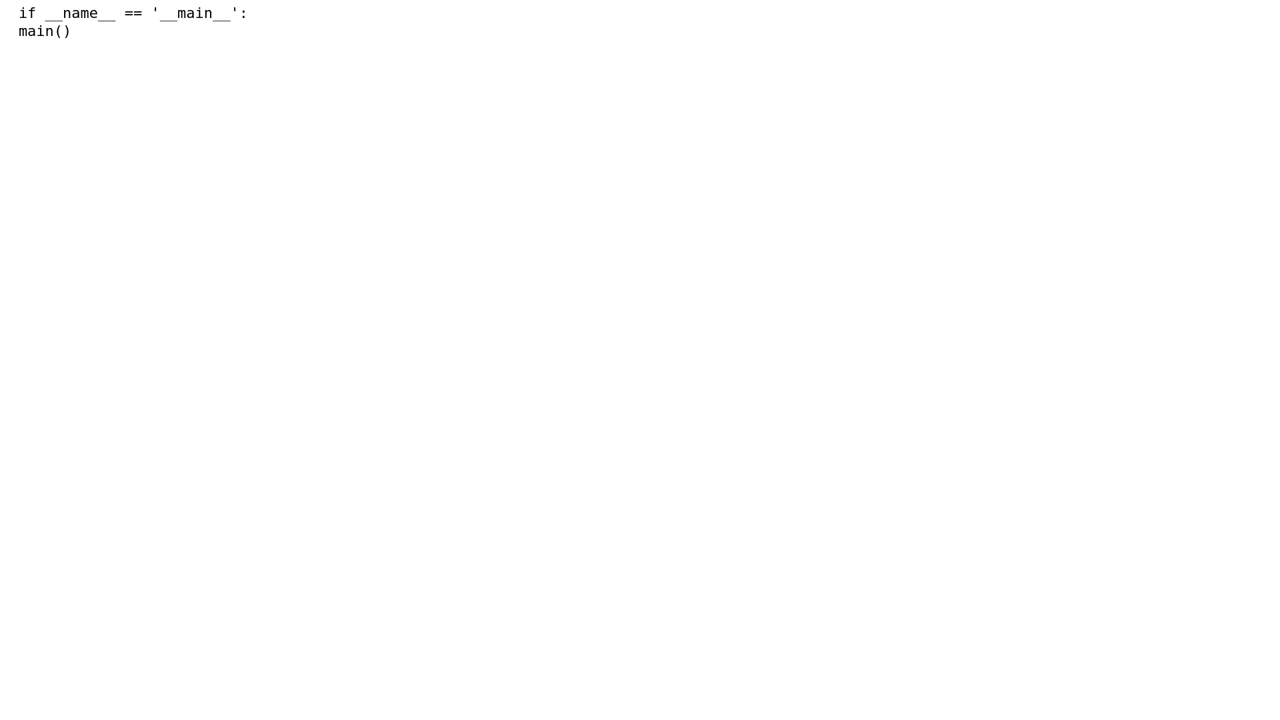 if __name__ == '__main__':
main()